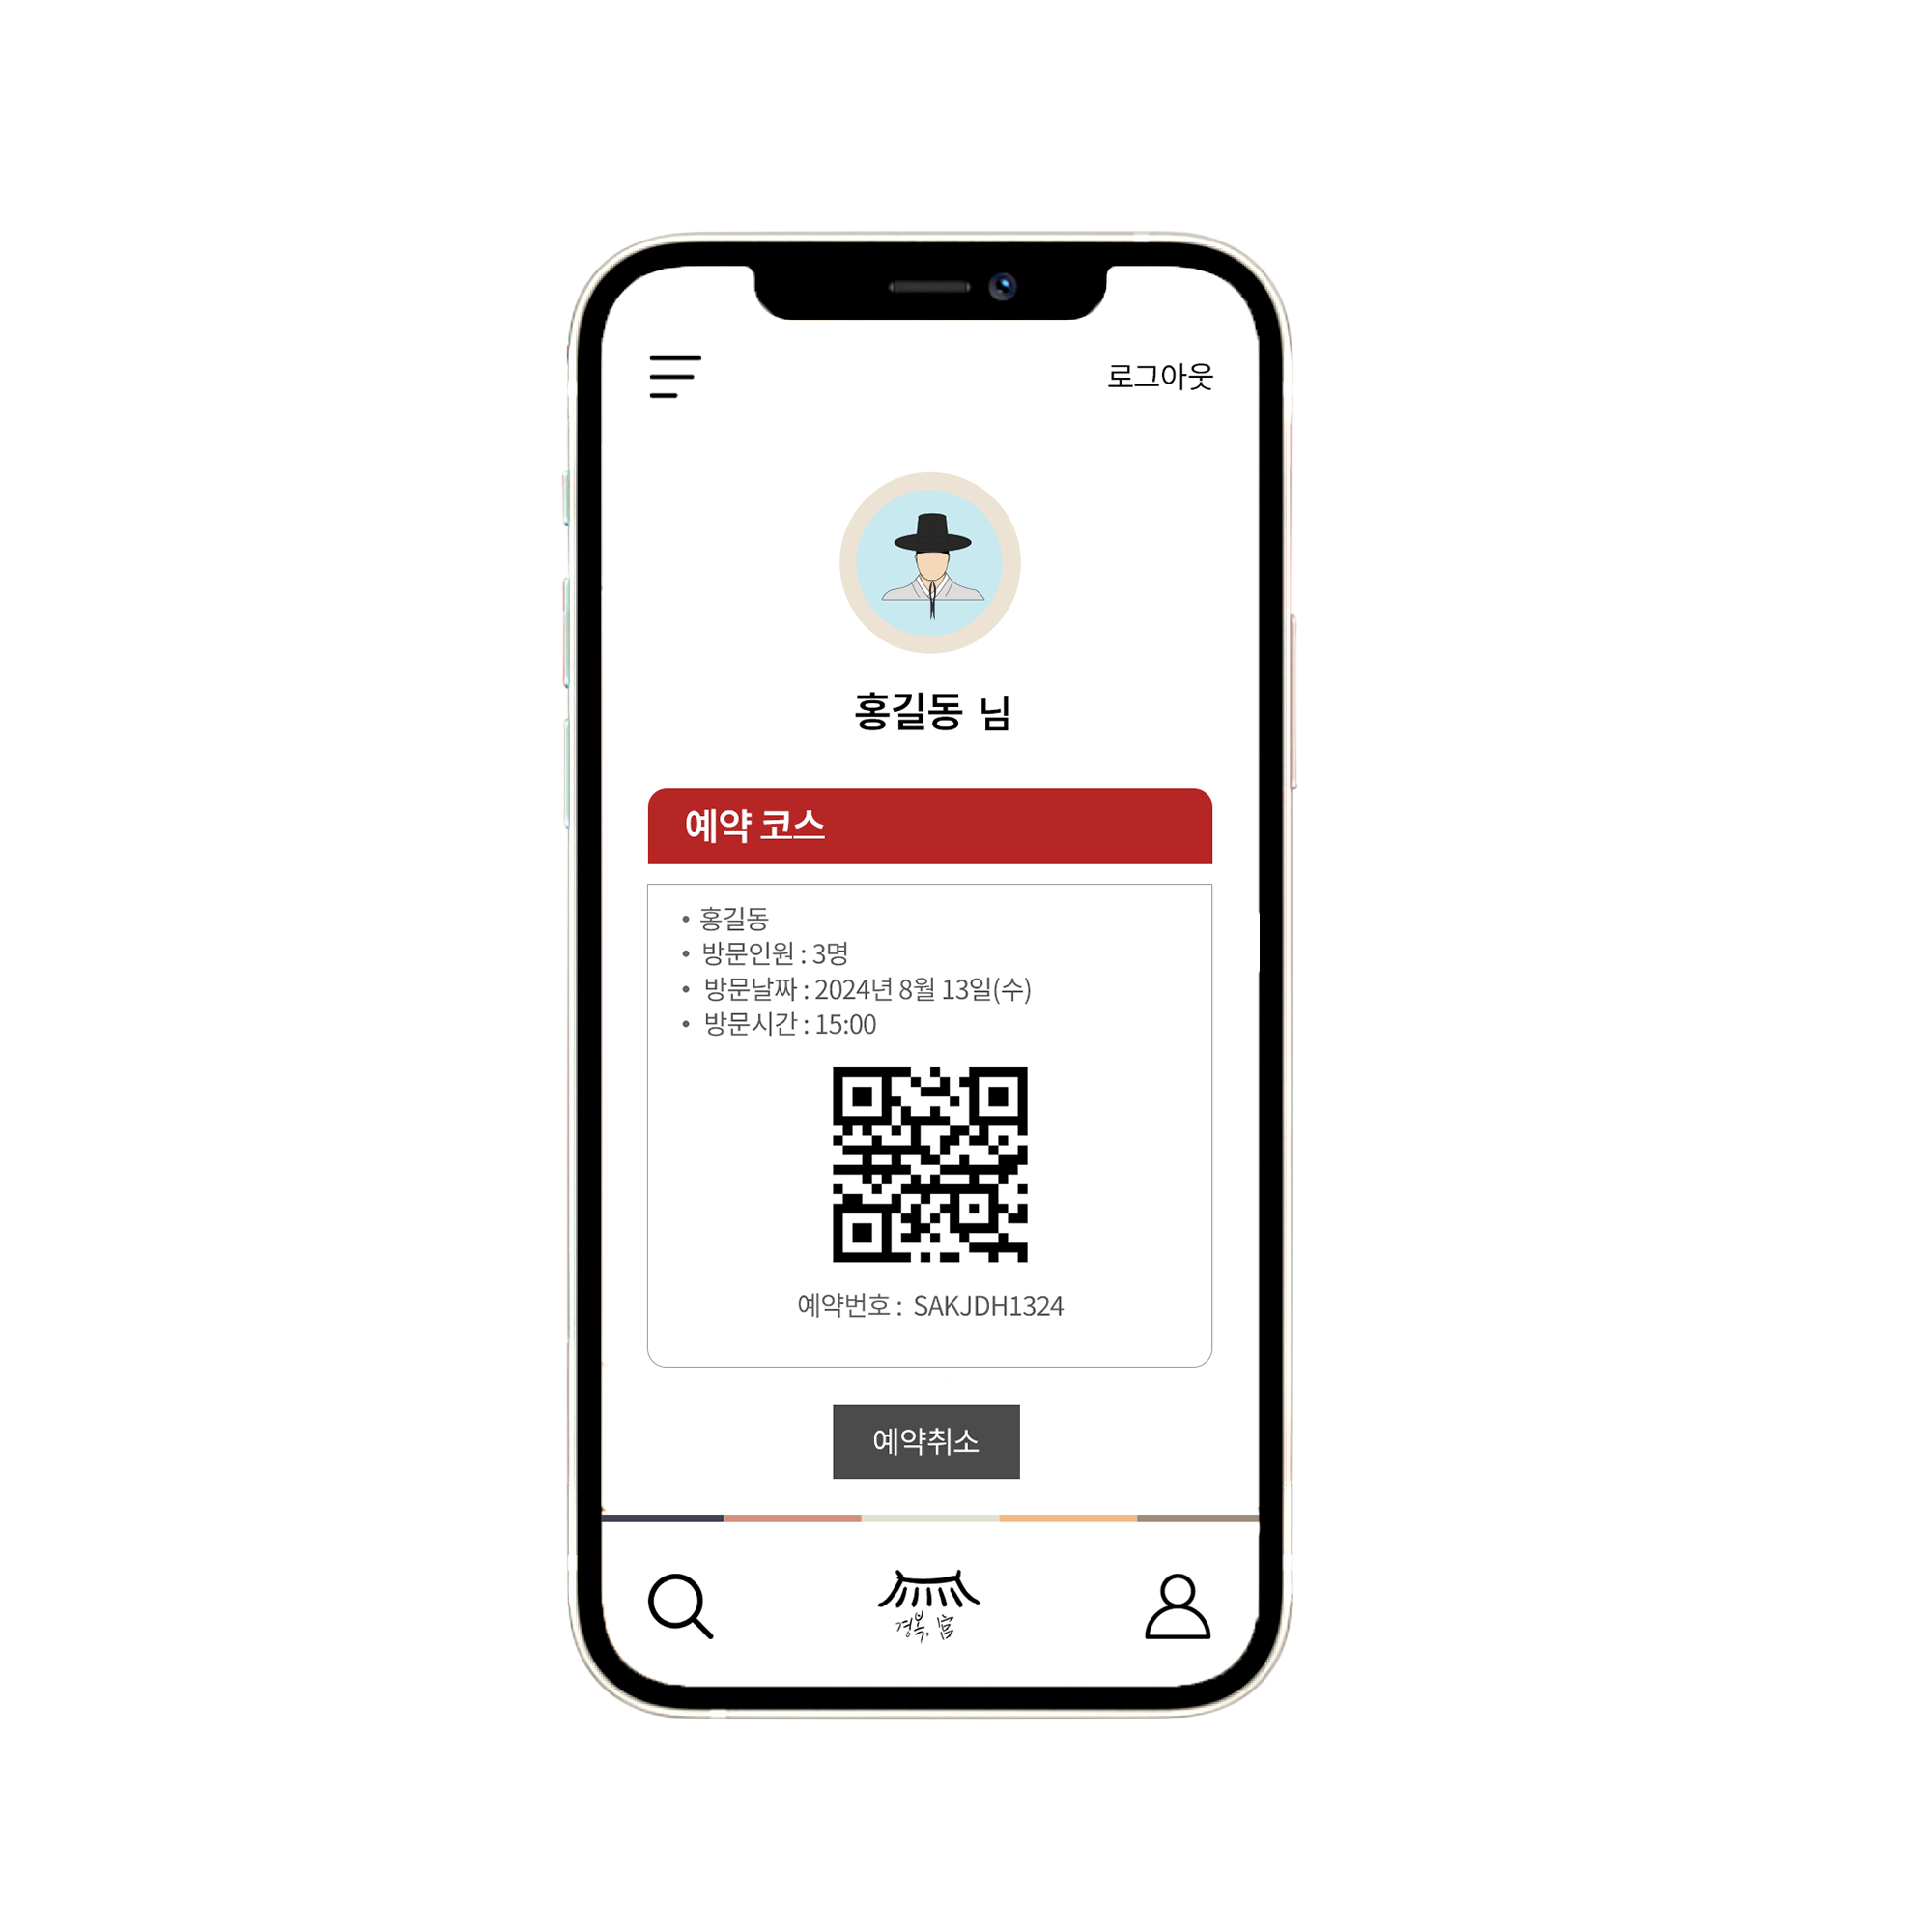 로그아웃
홍길동 님
예약 코스
• 홍길동
• 방문인원 : 3명
• 방문날짜 : 2024년 8월 13일(수)
• 방문시간 : 15:00
예약번호 : SAKJDH1324
예약취소
경복, 宮